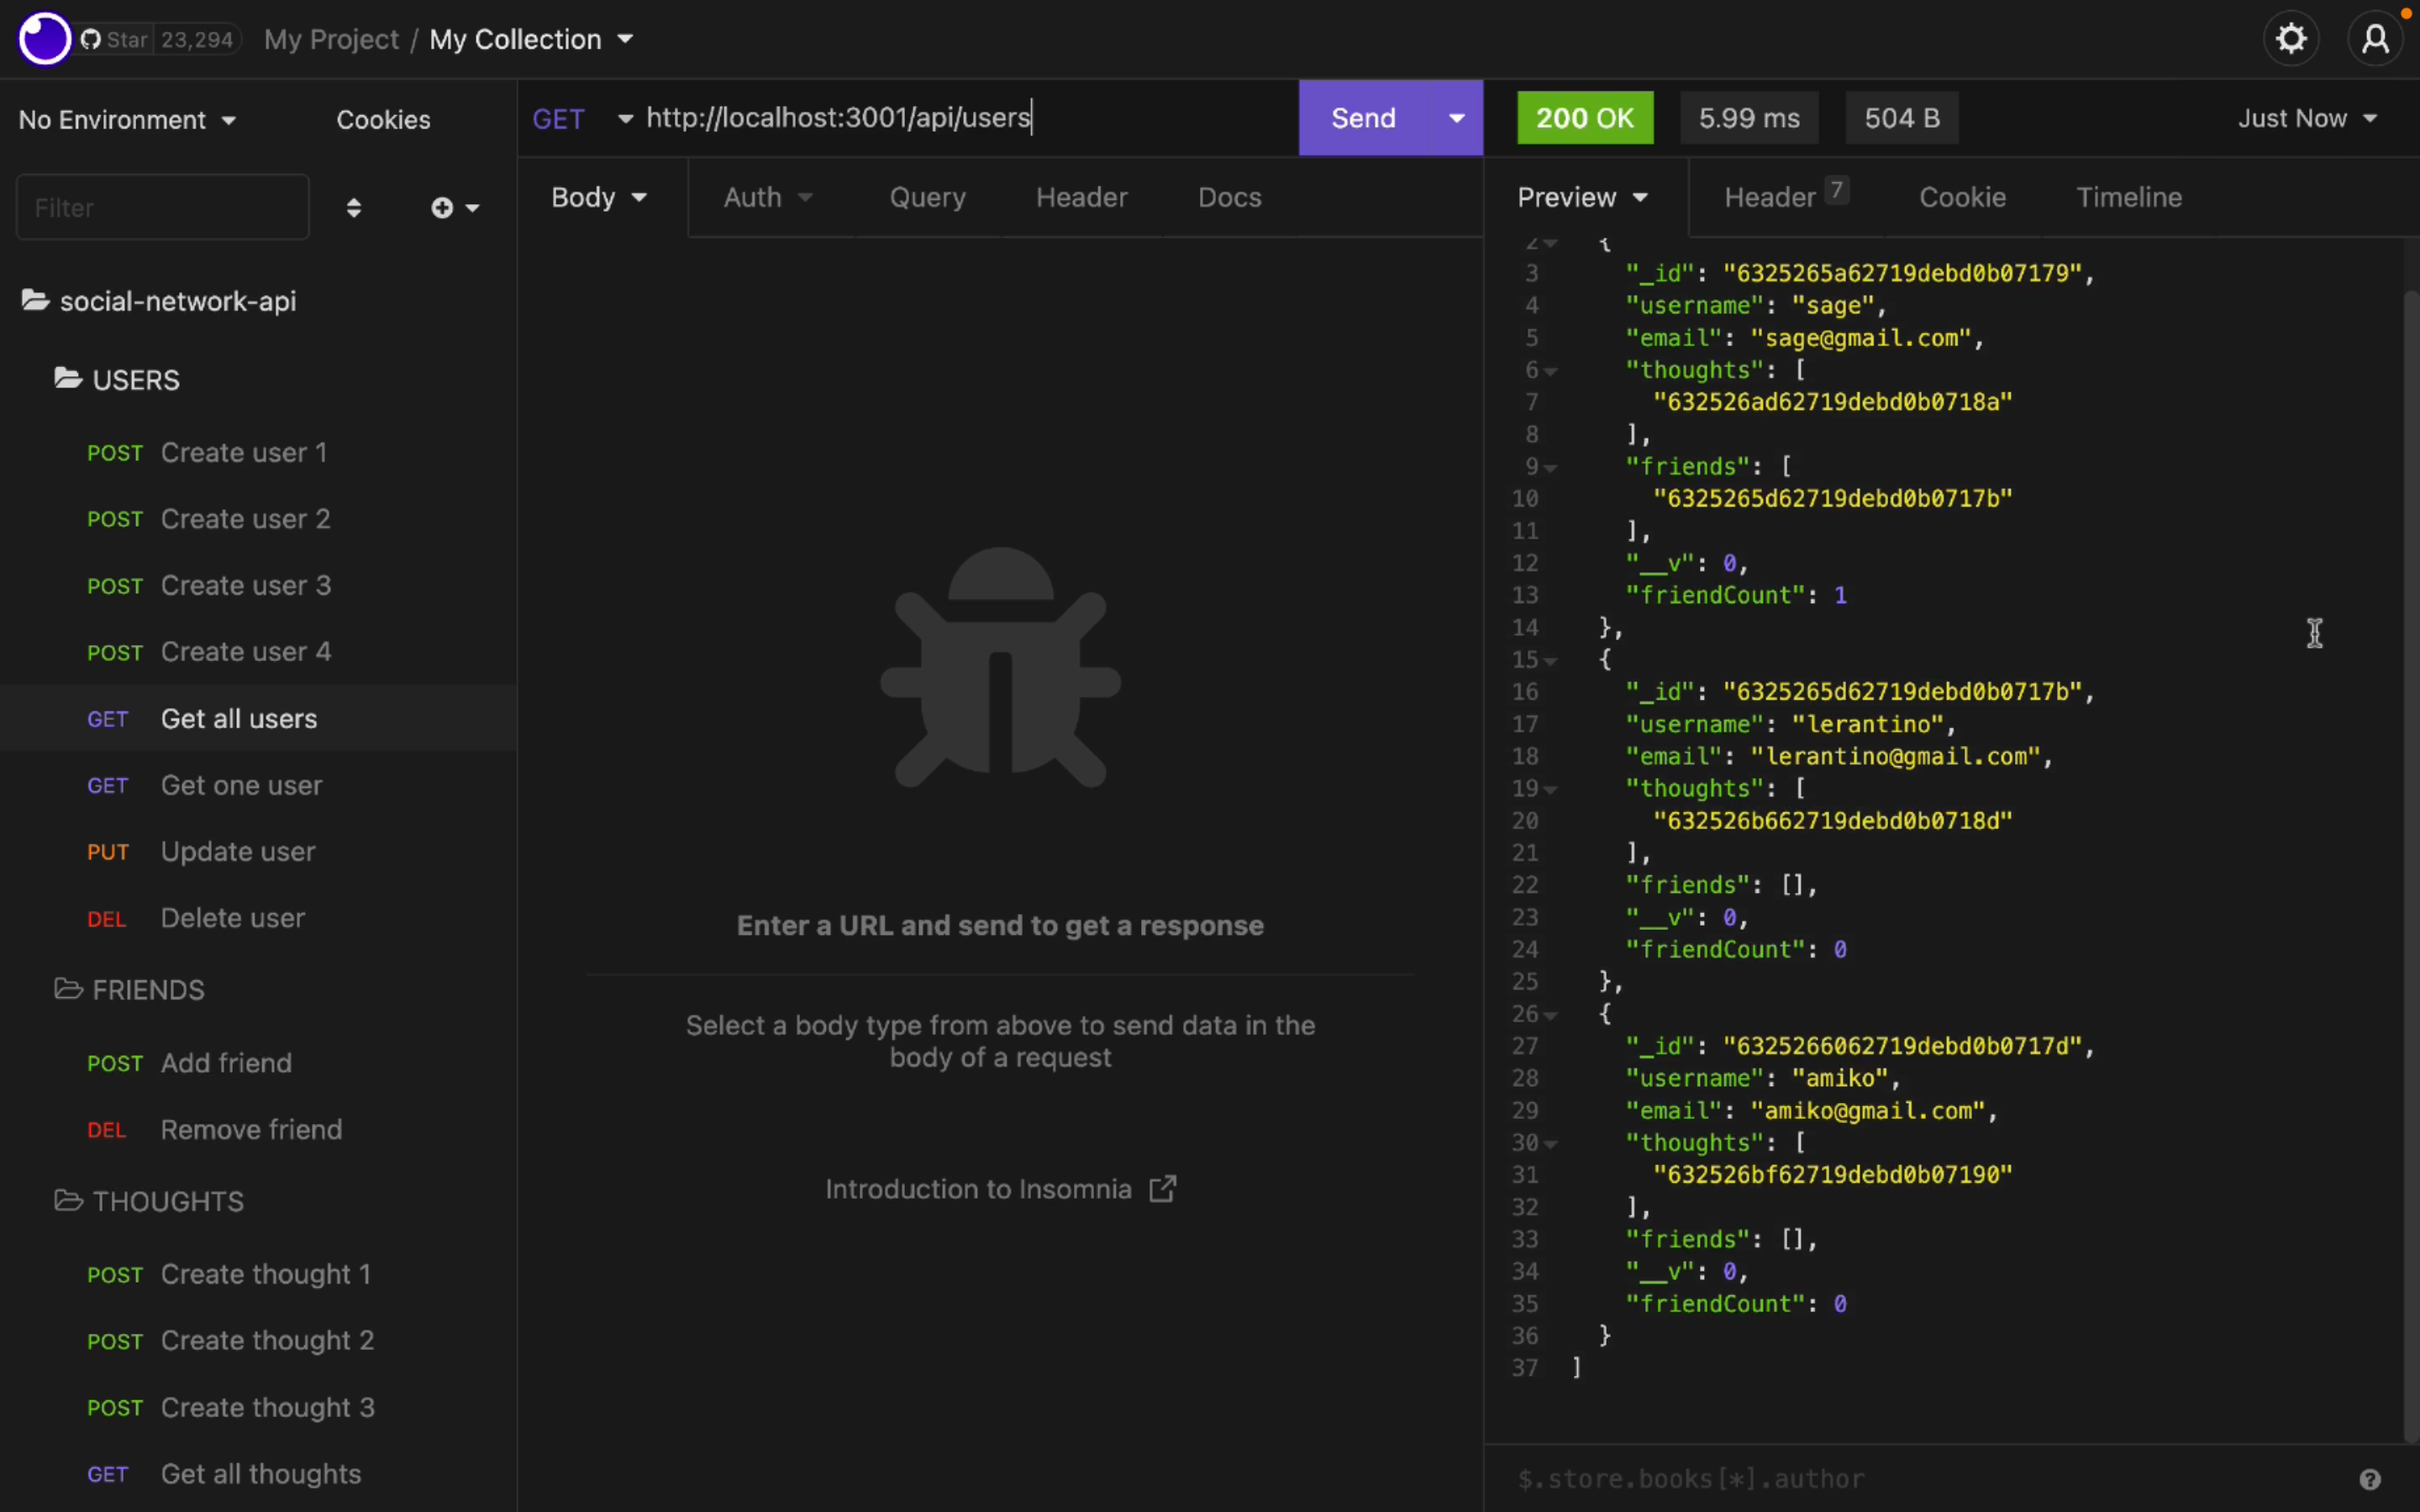 Star 23,294 My Project / My Collection
No Environment Cookies
Filter
social-network-api
USERS
POST Create user 1
POST Create user 2
POST Create user 3
POST Create user 4
GET Get all users
GET Get one user
PUT Update user
DEL Delete user
FRIENDS
POST Add friend
DEL Remove friend
THOUGHTS
POST Create thought 1
POST Create thought 2
POST Create thought 3
GET Get all thoughts
GET http://localhost:3001/api/users Send
Body Auth Query Header Docs
Enter a URL and send to get a response
Select a body type from above to send data in the
body of a request
Introduction to Insomnia
200 OK 5.99 ms 504 B Just Now
Preview Header 7 Cookie Timeline
2 {
3 "_id": "6325265a62719debd0b07179",
4 "username": "sage",
5 "email": "sage@gmail.com",
6 "thoughts": [
7 "632526ad62719debd0b0718a"
8 ],
9 "friends": [
10 "6325265d62719debd0b0717b"
11 ],
12 "__v": 0,
13 "friendCount": 1
14 },
15 {
16 "_id": "6325265d62719debd0b0717b",
17 "username": "lerantino",
18 "email": "lerantino@gmail.com",
19 "thoughts": [
20 "632526b662719debd0b0718d"
21 ],
22 "friends": [],
23 "__v": 0,
24 "friendCount": 0
25 },
26 {
27 "_id": "6325266062719debd0b0717d",
28 "username": "amiko",
29 "email": "amiko@gmail.com",
30 "thoughts": [
31 "632526bf62719debd0b07190"
32 ],
33 "friends": [],
34 "__v": 0,
35 "friendCount": 0
36 }
37 ]
$.store.books[*].author